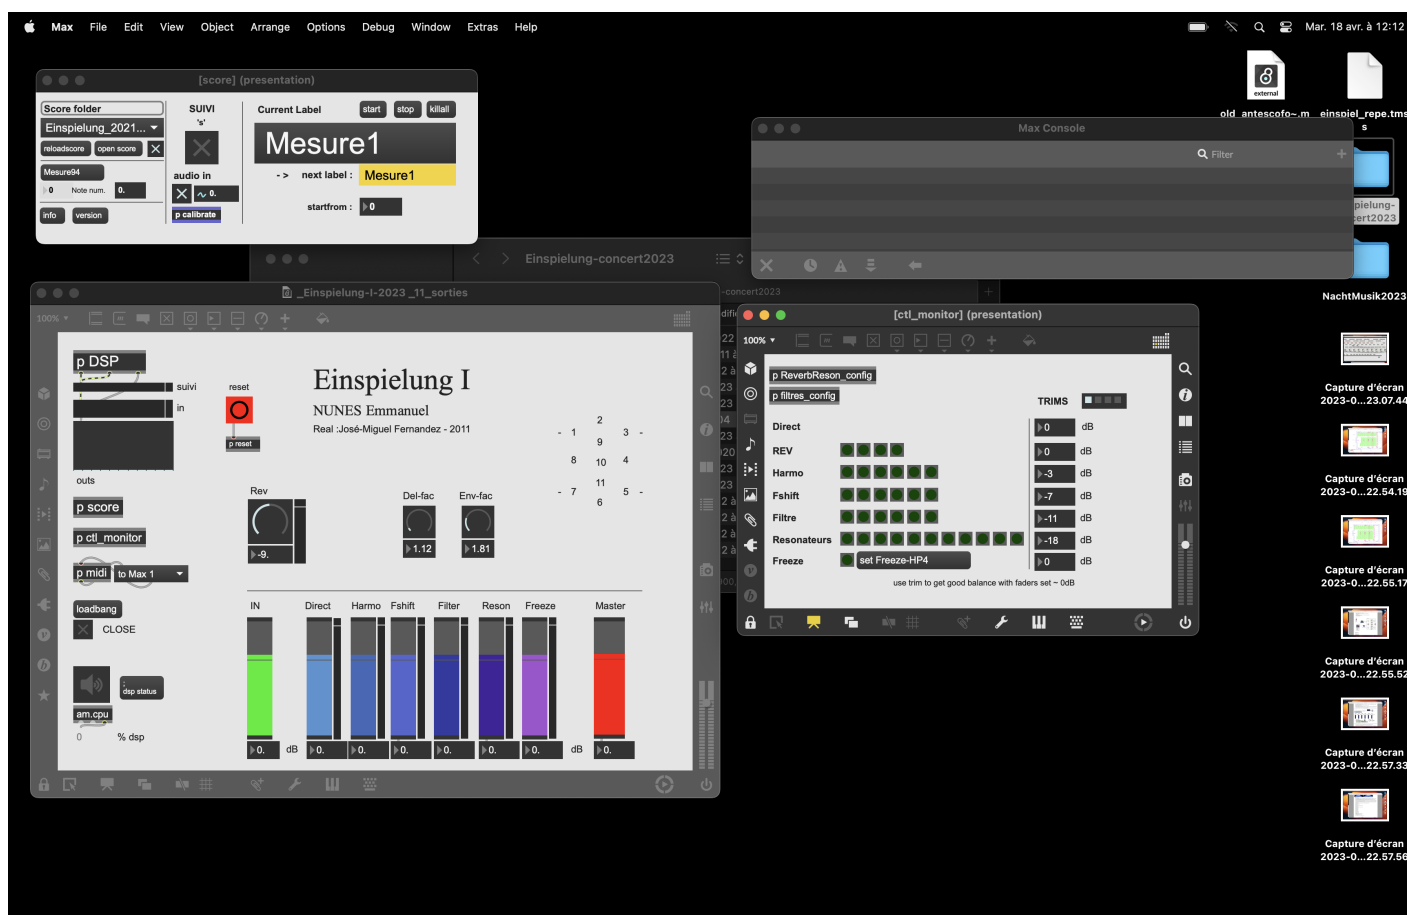 Max File Edit View Object Arrange Options Debug Window Extras Help
Mar. 18 avr. à 12:12
[score] (presentation)
Score folder
Einspielung_2021...
reloadscore open score
Mesure94
0 Note num. 0.
info version
SUIVI
's'
audio in
0.
p calibrate
Current Label start stop killall
Mesure1
-> next label : Mesure1
startfrom : 0
Einspielung-concert2023
Max Console
Filter
external
old_antescofo~.m
einspiel_repe.tms
s
pielung-
cert2023
NachtMusik2023
Capture d'écran
2023-0...23.07.44
Capture d'écran
2023-0...22.54.19
Capture d'écran
2023-0...22.55.17
Capture d'écran
2023-0...22.55.52
Capture d'écran
2023-0...22.57.33
Capture d'écran
2023-0...22.57.56
_Einspielung-I-2023 _11_sorties
100%
p DSP
suivi
in
outs
reset
p reset
Einspielung I
NUNES Emmanuel
Real :José-Miguel Fernandez - 2011
2
- 1 3 -
9
8 10 4
11
- 7 5 -
6
p score
p ctl_monitor
p midi to Max 1
loadbang
CLOSE
dsp status
am.cpu
0 % dsp
Rev
-9.
Del-fac
1.12
Env-fac
1.81
IN Direct Harmo Fshift Filter Reson Freeze Master
0. dB 0. 0. 0. 0. 0. 0. dB 0.
-concert2023
[ctl_monitor] (presentation)
100%
p ReverbReson_config
p filtres_config
TRIMS
Direct 0 dB
REV 0 dB
Harmo -3 dB
Fshift -7 dB
Filtre -11 dB
Resonateurs -18 dB
Freeze set Freeze-HP4 0 dB
use trim to get good balance with faders set ~ 0dB